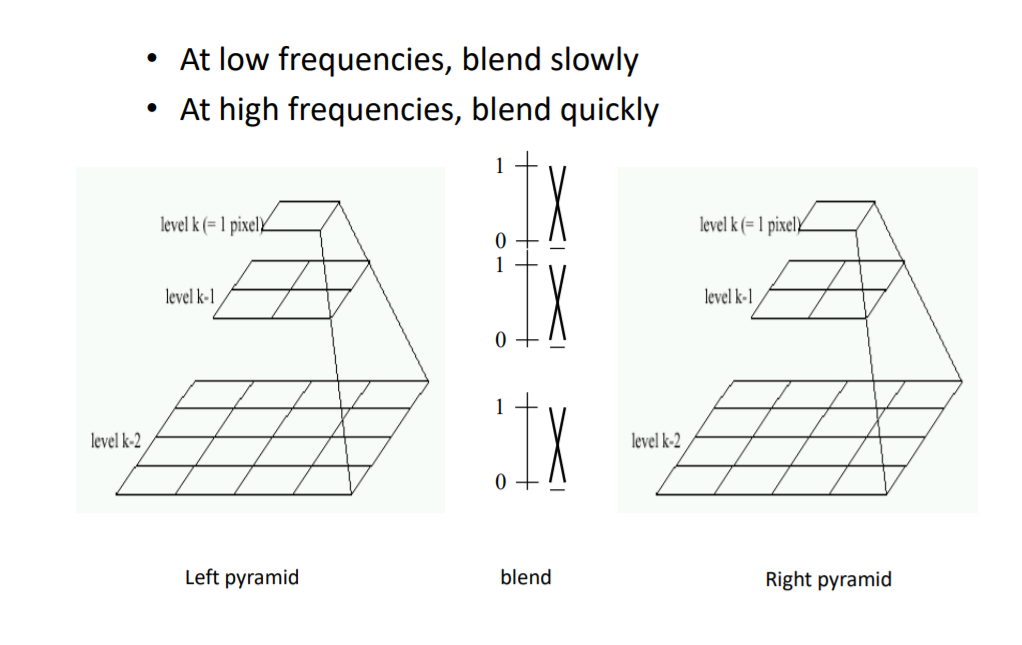 • At low frequencies, blend slowly
• At high frequencies, blend quickly
level k (= 1 pixel)
level k-1
level k-2
1
0
1
0
1
0
level k (= 1 pixel)
level k-1
level k-2
Left pyramid
blend
Right pyramid